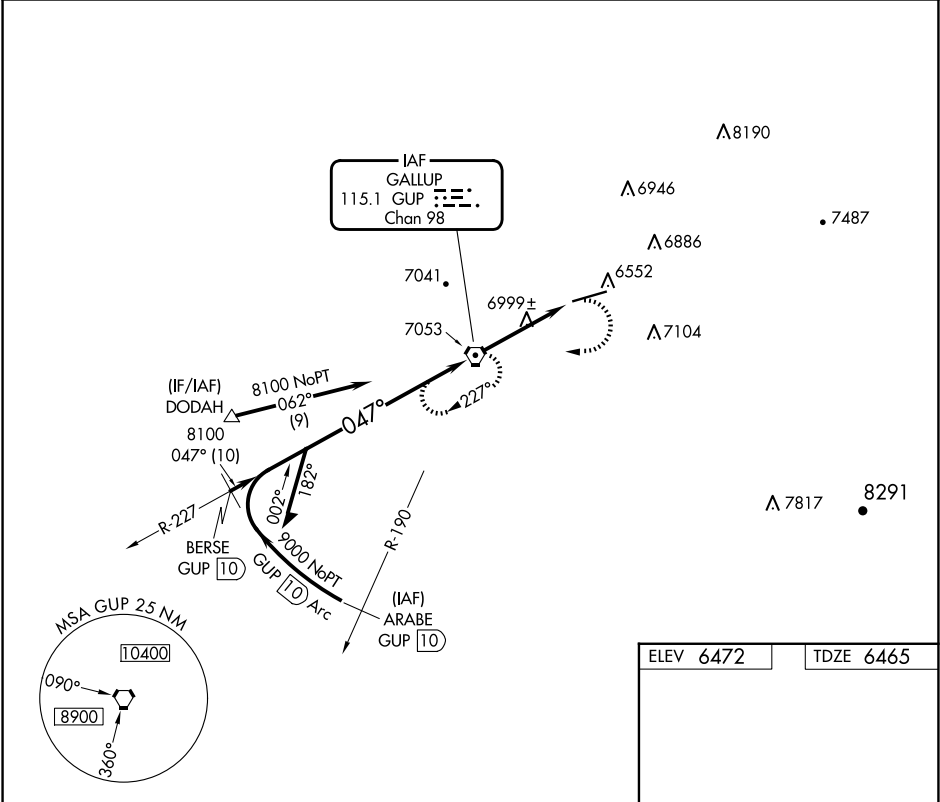 8190
IAF
GALLUP
115.1 GUP
Chan 98
6946
7487
6886
7041
6552
6999±
7053
7104
(IF/IAF)
DODAH
8100 NoPT
062°
(9)
8100
047° (10)
047°
227°
R-227
002°
182°
R-190
7817
8291
BERSE
GUP 10
9000 NoPT
GUP 10 Arc
(IAF)
ARABE
GUP 10
MSA GUP 25 NM
10400
090°
8900
360°
ELEV 6472
TDZE 6465